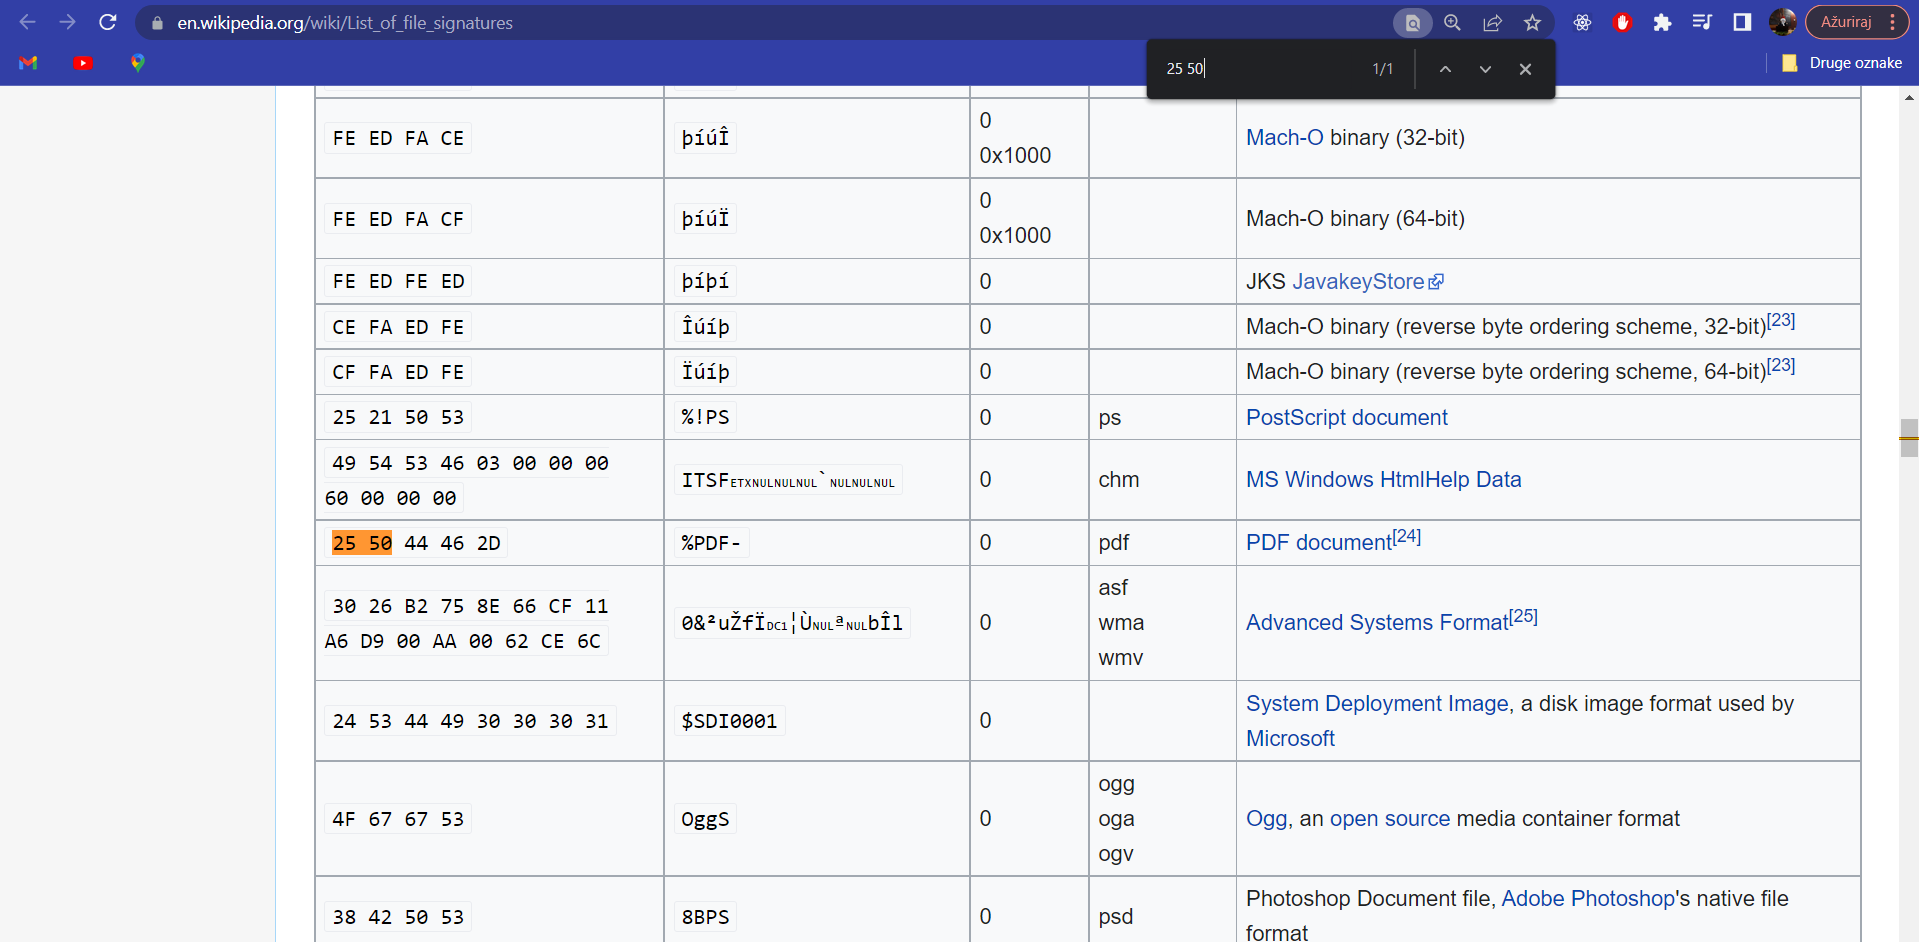 en.wikipedia.org/wiki/List_of_file_signatures
Ažuriraj
Druge oznake
25 50
1/1
FE ED FA CE
þíúÎ
0
0x1000
Mach-O binary (32-bit)
FE ED FA CF
þíúÏ
0
0x1000
Mach-O binary (64-bit)
FE ED FE ED
þíþí
0
JKS JavakeyStore
CE FA ED FE
Îúíþ
0
Mach-O binary (reverse byte ordering scheme, 32-bit)[23]
CF FA ED FE
Ïúíþ
0
Mach-O binary (reverse byte ordering scheme, 64-bit)[23]
25 21 50 53
%!PS
0
ps
PostScript document
49 54 53 46 03 00 00 00
60 00 00 00
ITSFETXNULNULNUL`NULNULNUL
0
chm
MS Windows HtmlHelp Data
25 50 44 46 2D
%PDF-
0
pdf
PDF document[24]
30 26 B2 75 8E 66 CF 11
A6 D9 00 AA 00 62 CE 6C
0&²uŽfÏDC1¦ÙNULªNULbÎl
0
asf
wma
wmv
Advanced Systems Format[25]
24 53 44 49 30 30 30 31
$SDI0001
0
System Deployment Image, a disk image format used by
Microsoft
4F 67 67 53
OggS
0
ogg
oga
ogv
Ogg, an open source media container format
38 42 50 53
8BPS
0
psd
Photoshop Document file, Adobe Photoshop's native file
format